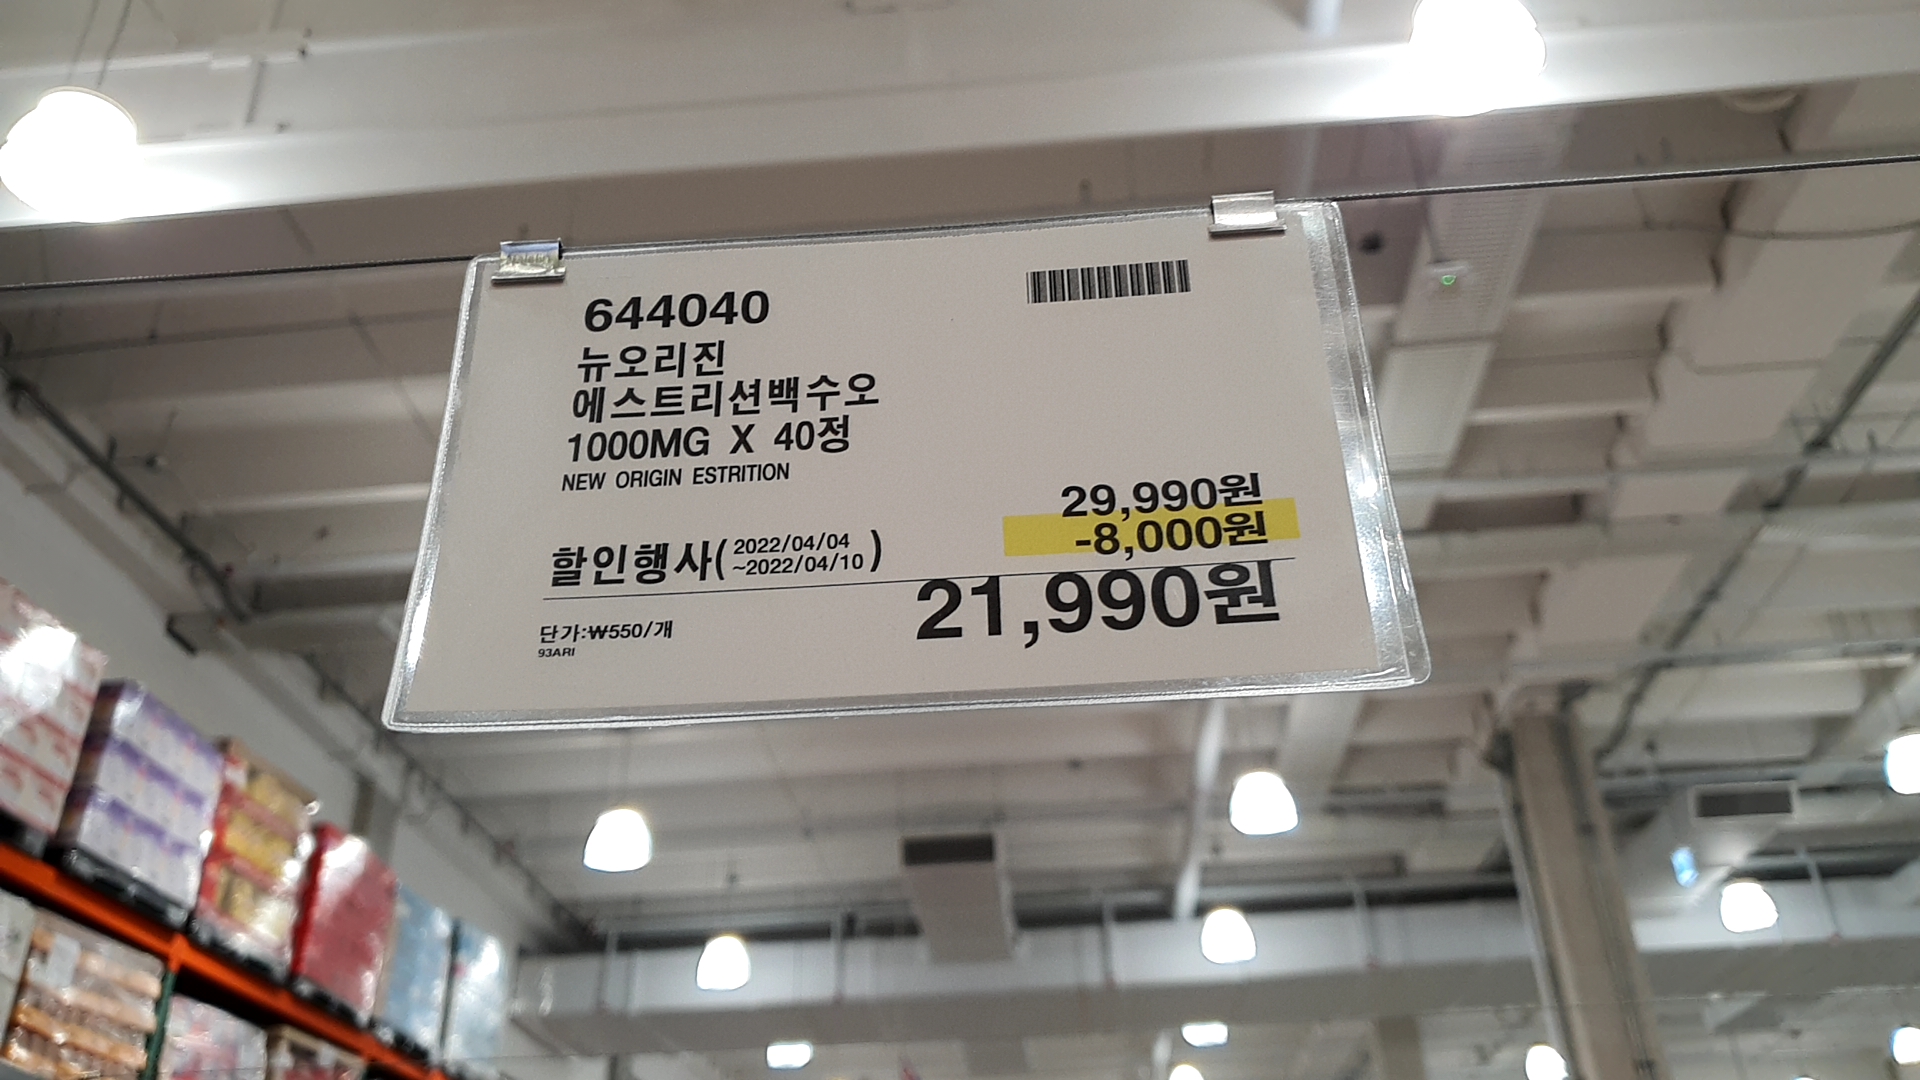 644040
뉴오리진
에스트리션백수오
1000MG X 40정
NEW ORIGIN ESTRITION
29,990원
-8,000원
할인행사( 2022/04/04
~2022/04/10 )
21,990원
단가:₩550/개
93ARI